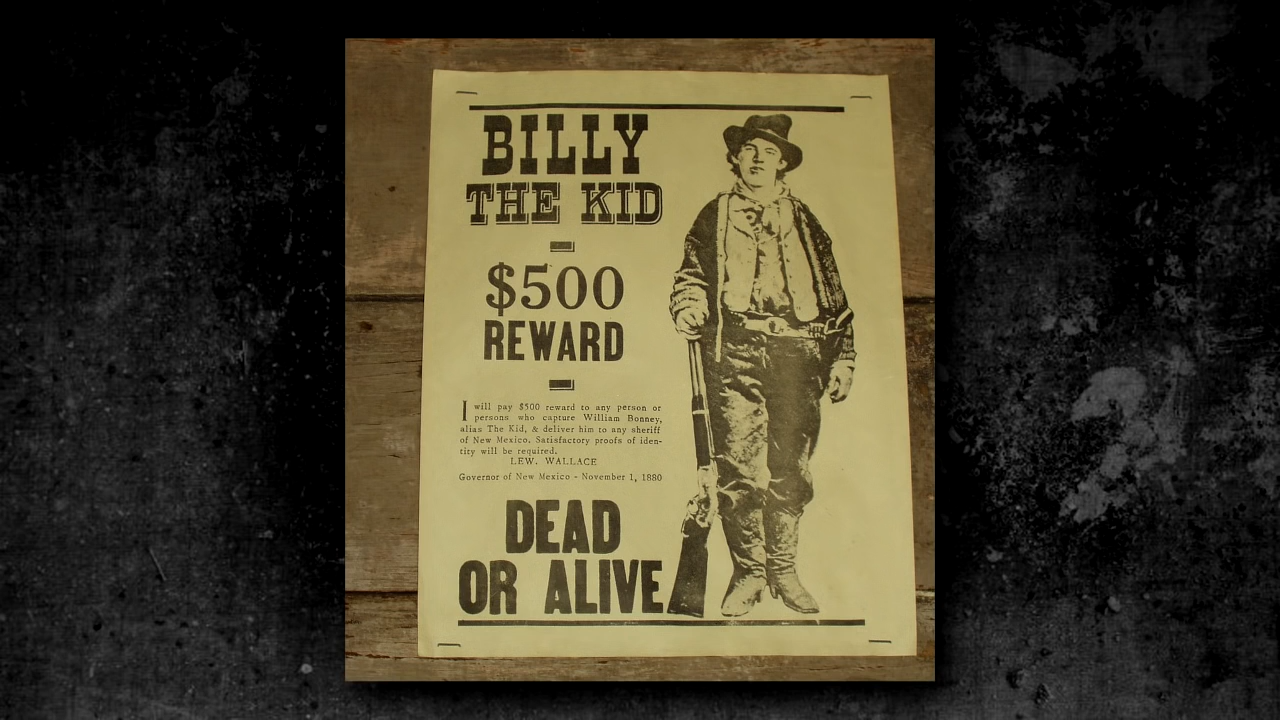 BILLY
THE KID
$500
REWARD
I will pay $500 reward to any person or
persons who capture William Bonney,
alias The Kid, & deliver him to any sheriff
of New Mexico. Satisfactory proofs of iden-
tity will be required.
LEW. WALLACE
Governor of New Mexico - November 1, 1880
DEAD
OR ALIVE